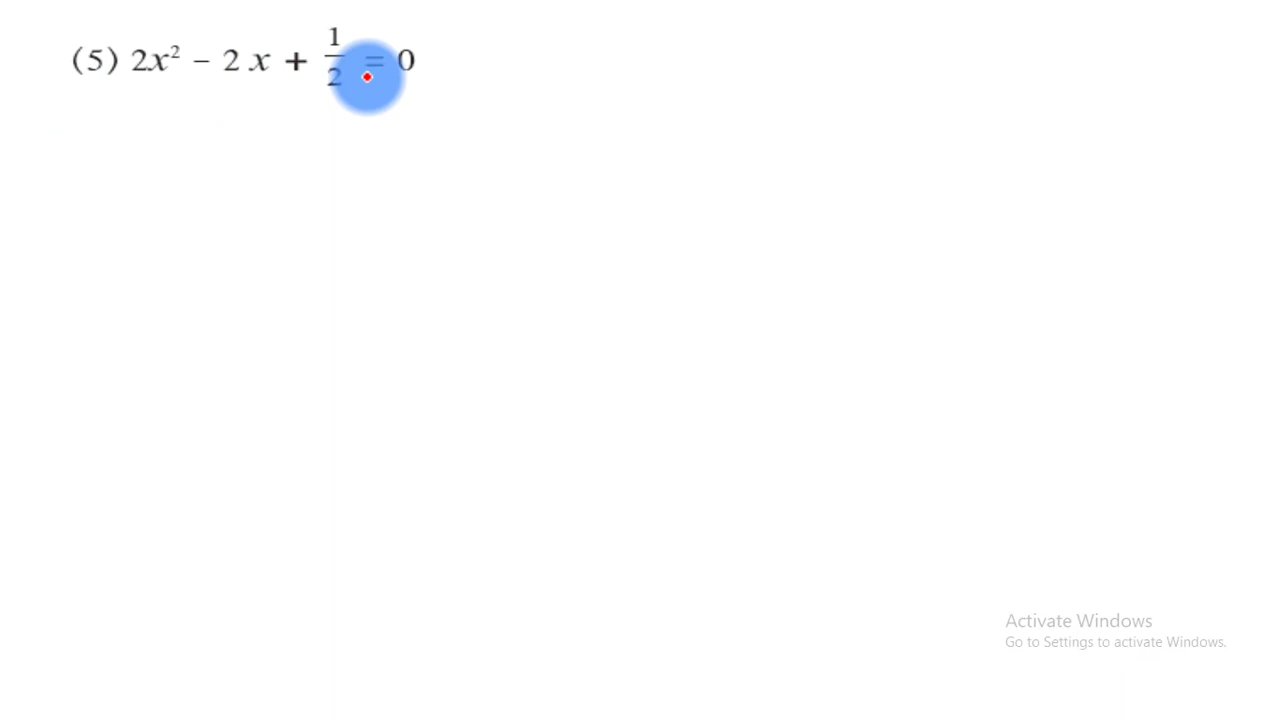 (5) 2x² − 2 x + 1/2 = 0
Activate Windows
Go to Settings to activate Windows.